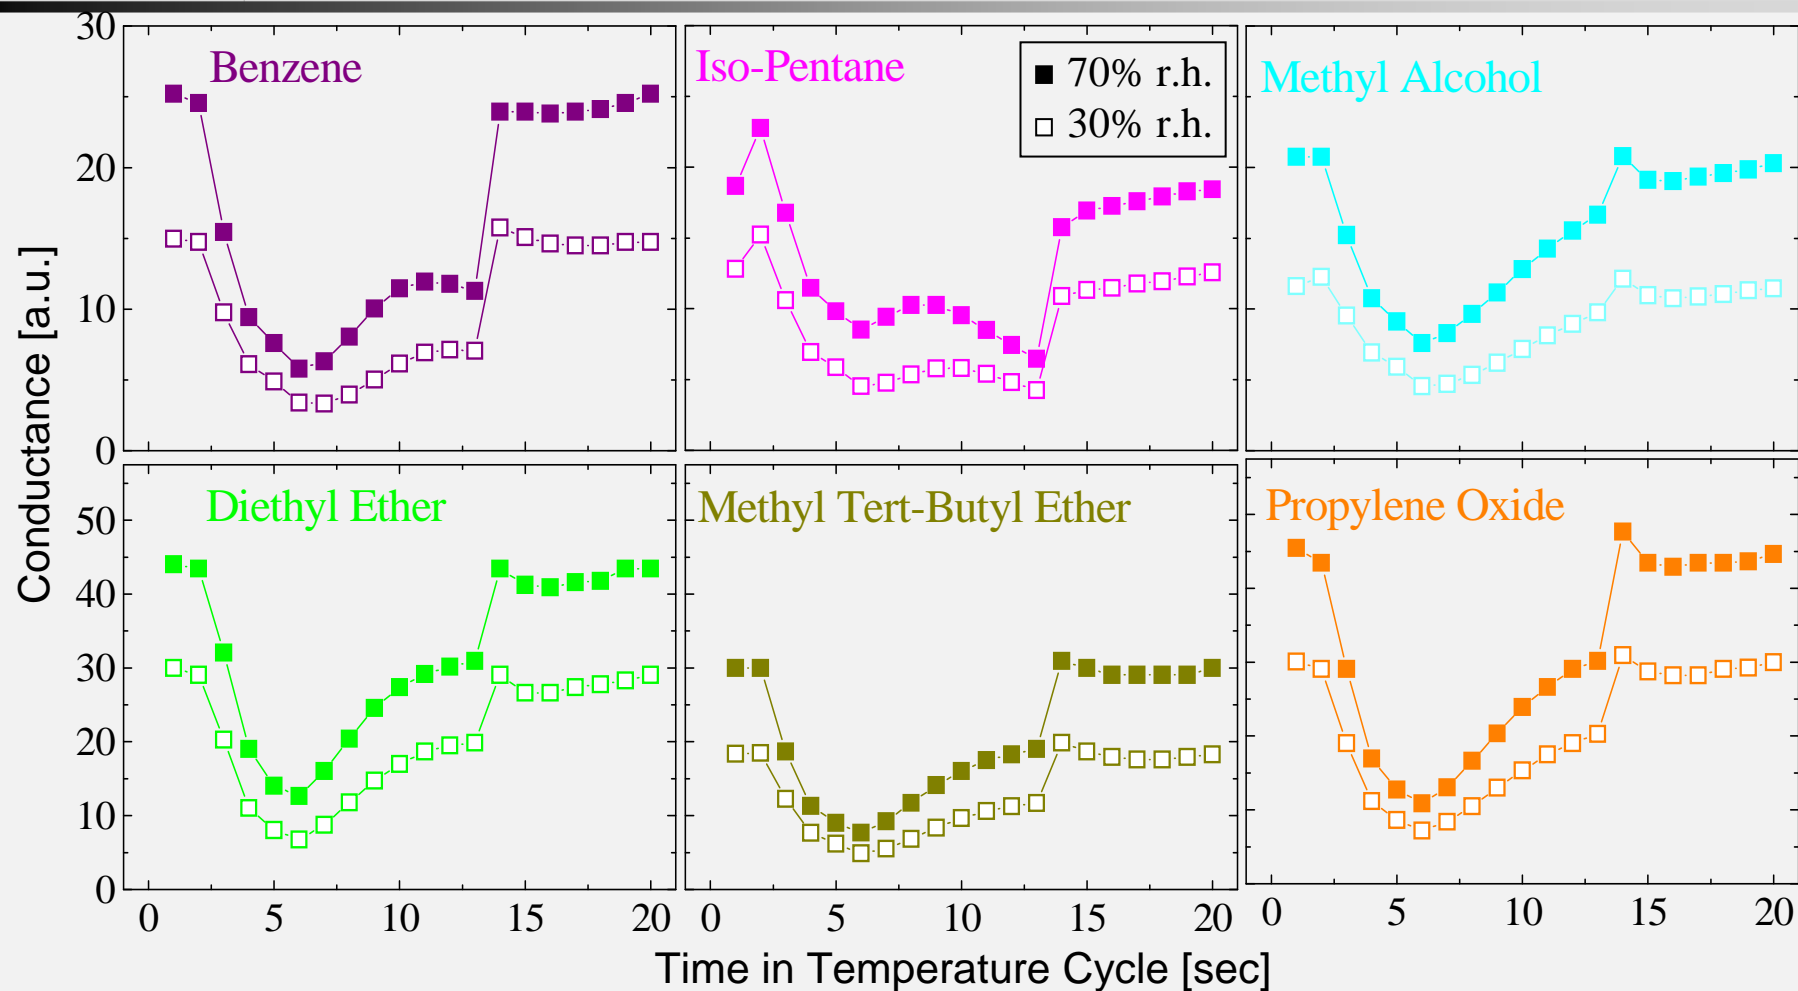 30
20
10
0
Benzene
Iso-Pentane
70% r.h.
30% r.h.
Methyl Alcohol
Conductance [a.u.]
50
40
30
20
10
0
Diethyl Ether
Methyl Tert-Butyl Ether
Propylene Oxide
0 5 10 15 20
0 5 10 15 20
0 5 10 15 20
Time in Temperature Cycle [sec]